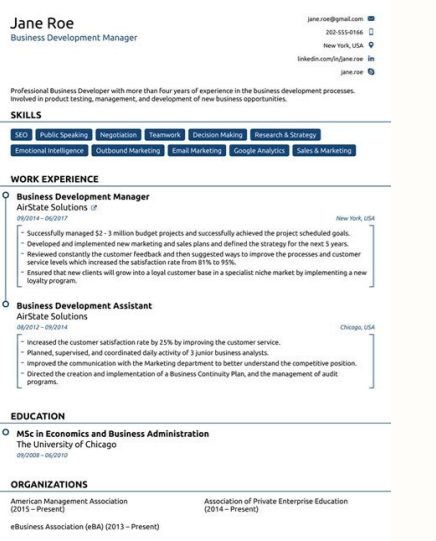 Jane Roe
Business Development Manager
jane.roe@gmail.com
202-555-0166
New York, USA
linkedin.com/in/jane.roe
jane.roe
Professional Business Developer with more than four years of experience in the business development processes.
Involved in product testing, management, and development of new business opportunities.
SKILLS
SEO Public Speaking Negotiation Teamwork Decision Making Research & Strategy
Emotional Intelligence Outbound Marketing Email Marketing Google Analytics Sales & Marketing
WORK EXPERIENCE
Business Development Manager
AirState Solutions
09/2014 – 06/2017 New York, USA
- Successfully managed $2 - 3 million budget projects and successfully achieved the project scheduled goals.
- Developed and implemented new marketing and sales plans and defined the strategy for the next 5 years.
- Reviewed constantly the customer feedback and then suggested ways to improve the processes and customer
service levels which increased the satisfaction rate from 81% to 95%.
- Ensured that new clients will grow into a loyal customer base in a specialist niche market by implementing a new
loyalty program.
Business Development Assistant
AirState Solutions
08/2012 – 09/2014 Chicago, USA
- Increased the customer satisfaction rate by 25% by improving the customer service.
- Planned, supervised, and coordinated daily activity of 3 junior business analysts.
- Improved the communication with the Marketing department to better understand the competitive position.
- Directed the creation and implementation of a Business Continuity Plan, and the management of audit
programs.
EDUCATION
MSc in Economics and Business Administration
The University of Chicago
09/2008 – 06/2010
ORGANIZATIONS
American Management Association
(2015 – Present)
Association of Private Enterprise Education
(2014 – Present)
eBusiness Association (eBA) (2013 – Present)